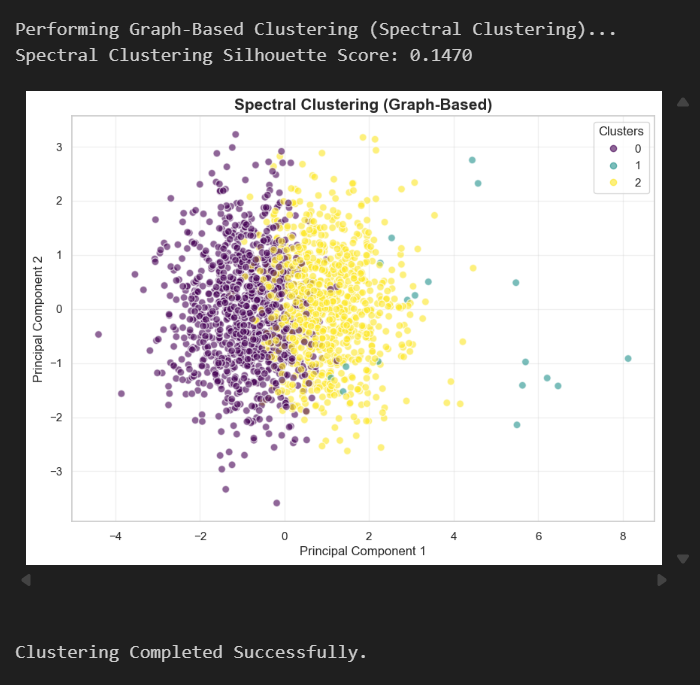 Performing Graph-Based Clustering (Spectral Clustering)...
Spectral Clustering Silhouette Score: 0.1470
Spectral Clustering (Graph-Based)
Clusters
0
1
2
Principal Component 2
3
2
1
0
−1
−2
−3
−4 −2 0 2 4 6 8
Principal Component 1
Clustering Completed Successfully.